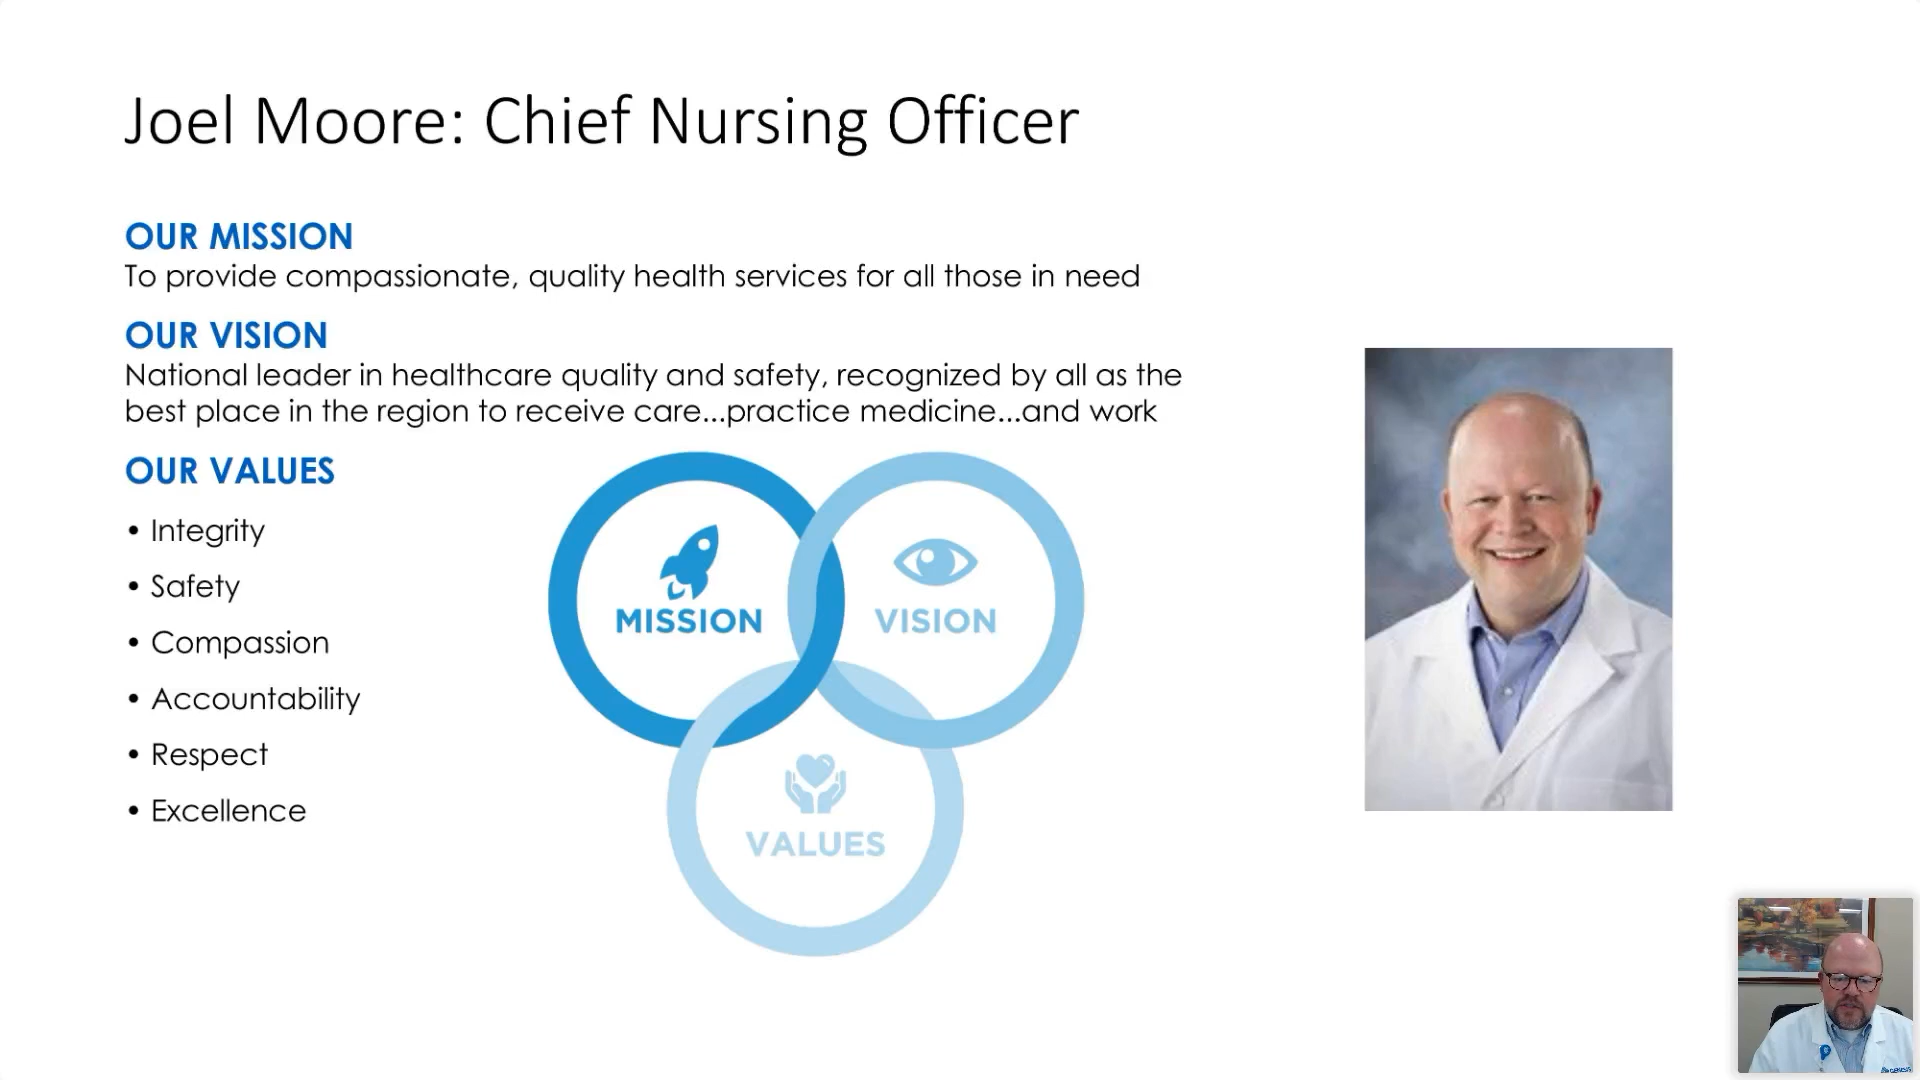 Joel Moore: Chief Nursing Officer
OUR MISSION
To provide compassionate, quality health services for all those in need
OUR VISION
National leader in healthcare quality and safety, recognized by all as the
best place in the region to receive care...practice medicine...and work
OUR VALUES
• Integrity
• Safety
• Compassion
• Accountability
• Respect
• Excellence
MISSION
VISION
VALUES